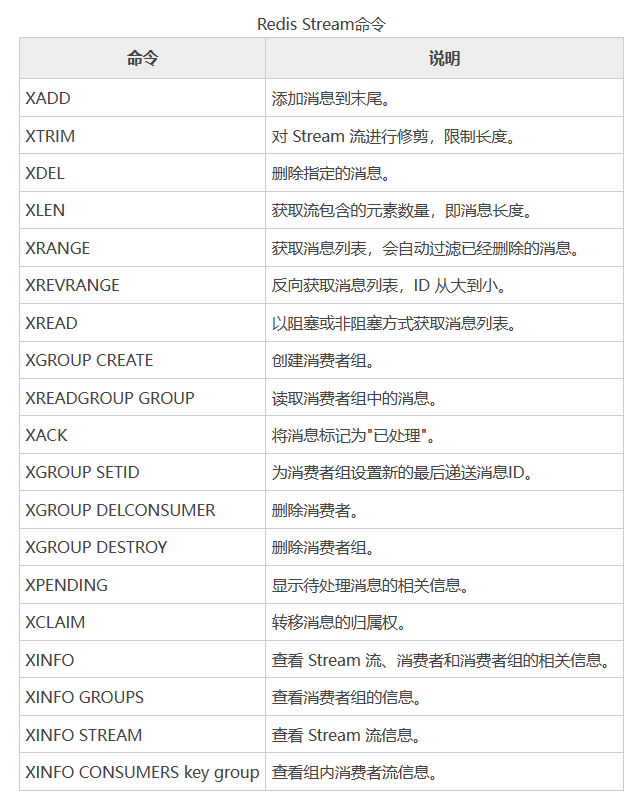 Redis Stream命令
命令 说明
XADD 添加消息到末尾。
XTRIM 对 Stream 流进行修剪，限制长度。
XDEL 删除指定的消息。
XLEN 获取流包含的元素数量，即消息长度。
XRANGE 获取消息列表，会自动过滤已经删除的消息。
XREVRANGE 反向获取消息列表，ID 从大到小。
XREAD 以阻塞或非阻塞方式获取消息列表。
XGROUP CREATE 创建消费者组。
XREADGROUP GROUP 读取消费者组中的消息。
XACK 将消息标记为"已处理"。
XGROUP SETID 为消费者组设置新的最后递送消息ID。
XGROUP DELCONSUMER 删除消费者。
XGROUP DESTROY 删除消费者组。
XPENDING 显示待处理消息的相关信息。
XCLAIM 转移消息的归属权。
XINFO 查看 Stream 流、消费者和消费者组的相关信息。
XINFO GROUPS 查看消费者组的信息。
XINFO STREAM 查看 Stream 流信息。
XINFO CONSUMERS key group 查看组内消费者流信息。